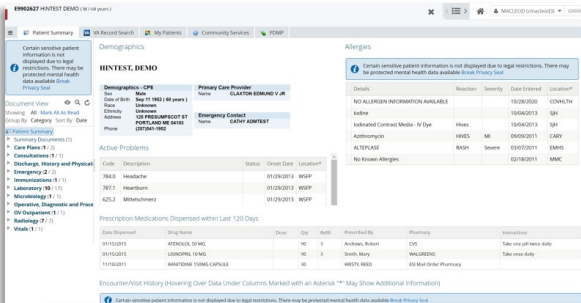 E9902627 HINTEST DEMO ( M / 68 years )
MACLEOD (cmacleod3)
Patient Summary
VA Record Search
My Patients
Community Services
PDMP
Certain sensitive patient
information is not
displayed due to legal
restrictions. There may be
protected mental health
data available Break
Privacy Seal
Document View
Showing All Mark All As Read
Group By Category Sort By Date
Patient Summary
Summary Documents (1)
Care Plans (1 / 2)
Consultations (1 / 1)
Discharge, History and Physicals
Emergency (2 / 2)
Immunizations (1 / 1)
Laboratory (10 / 17)
Microbiology (1 / 1)
Operative, Diagnostic and Proce
OV Outpatient (1 / 1)
Radiology (7 / 7)
Vitals (1 / 1)
Demographics
HINTEST, DEMO
Demographics - CPB
Sex Male
Date of Birth Sep 11 1952 ( 68 years )
Race Unknown
Ethnicity Unknown
Address 125 PRESUMPSCOT ST
PORTLAND ME 04103
Phone (207)541-1952
Primary Care Provider
Name CLAXTON EDMUND V JR
Emergency Contact
Name CATHY ADMITEST
Active Problems
Code Description Status Onset Date Location*
784.0 Headache 01/29/2013 WSFP
787.1 Heartburn 01/29/2013 WSFP
625.2 Mittelschmerz 01/29/2013 WSFP
Allergies
Certain sensitive patient information is not displayed due to legal restrictions. There may be protected mental health data available Break Privacy Seal
Details Reaction Severity Date Entered Location*
NO ALLERGEN INFORMATION AVAILABLE 10/28/2020 COVHLTH
Iodine 10/04/2013 SJH
Iodinated Contrast Media - IV Dye Hives 10/04/2013 SJH
Azithromycin HIVES MI 09/09/2011 CARY
ALTEPLASE RASH Severe 03/07/2011 EMHS
No Known Allergies 02/18/2011 MMC
Prescription Medications Dispensed within Last 120 Days
Date Dispensed Drug Name Dose Qty Refill Prescribed By Pharmacy Instructions
01/15/2015 ATENOLOL 50 MG 90 3 Andrews, Robert CVS Take one pill twice daily
01/15/2015 LISINOPRIL 10 MG 90 3 Smith, Mary WALGREENS Take once daily
11/10/2011 RANITIDINE 150MG CAPSULE KRISTY, REED ESI Mail Order Pharmacy
Encounter/Visit History (Hovering Over Data Under Columns Marked with an Asterisk "*" May Show Additional Information)
Certain sensitive patient information is not displayed due to legal restrictions. There may be protected mental health data available Break Privacy Seal